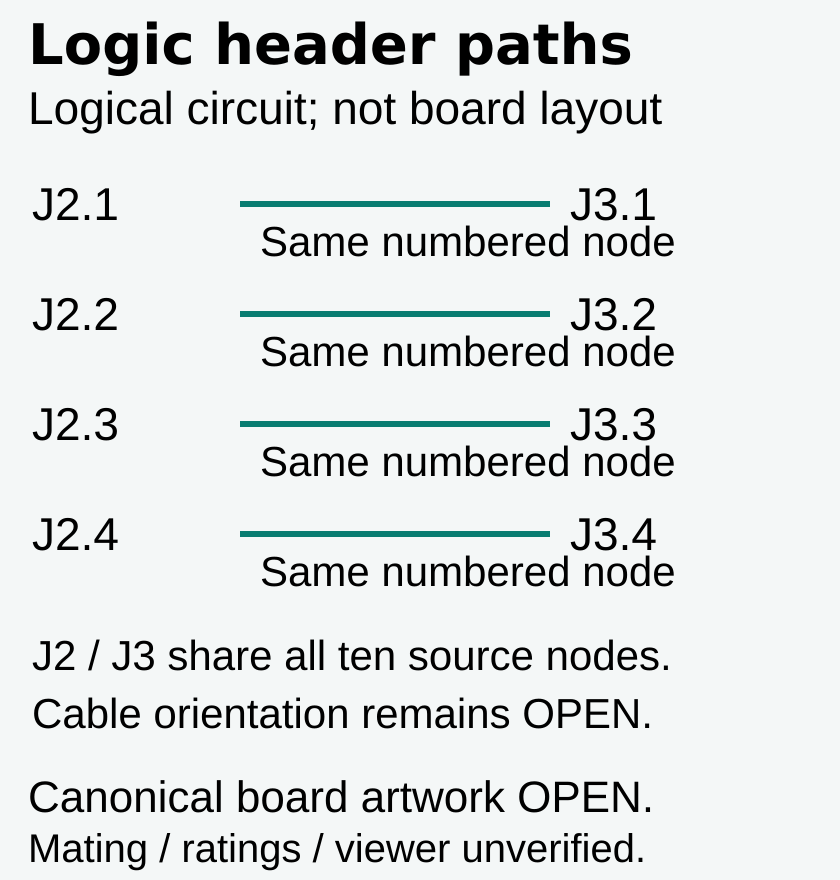 Logic header paths
Logical circuit; not board layout
J2.1 J3.1
Same numbered node
J2.2 J3.2
Same numbered node
J2.3 J3.3
Same numbered node
J2.4 J3.4
Same numbered node
J2 / J3 share all ten source nodes.
Cable orientation remains OPEN.
Canonical board artwork OPEN.
Mating / ratings / viewer unverified.